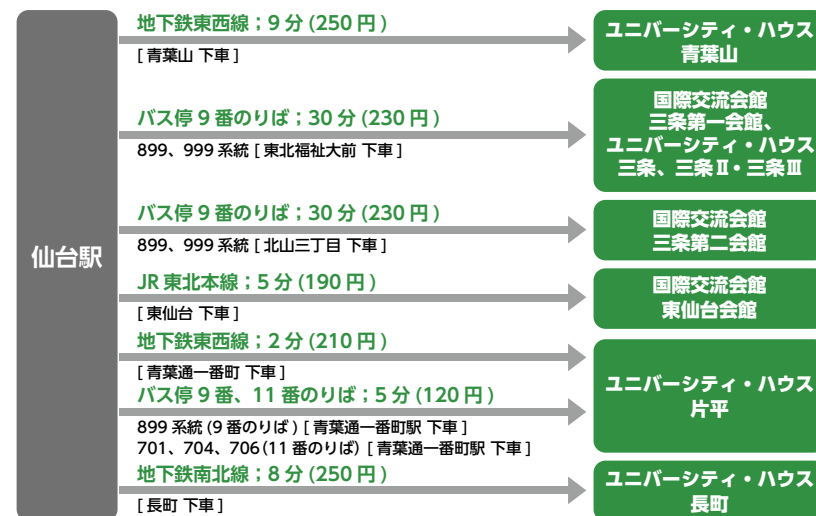 仙台駅
地下鉄東西線；9 分 (250 円 )
[ 青葉山 下車 ]
ユニバーシティ・ハウス
青葉山
バス停 9 番のりば；30 分 (230 円 )
899、999 系統 [ 東北福祉大前 下車 ]
国際交流会館
三条第一会館、
ユニバーシティ・ハウス
三条、三条Ⅱ・三条Ⅲ
バス停 9 番のりば；30 分 (230 円 )
899、999 系統 [ 北山三丁目 下車 ]
国際交流会館
三条第二会館
JR 東北本線；5 分 (190 円 )
[ 東仙台 下車 ]
国際交流会館
東仙台会館
地下鉄東西線；2 分 (210 円 )
[ 青葉通一番町 下車 ]
バス停 9 番、11 番のりば；5 分 (120 円 )
899 系統 (9 番のりば ) [ 青葉通一番町駅 下車 ]
701、704、706 (11 番のりば） [ 青葉通一番町駅 下車 ]
ユニバーシティ・ハウス
片平
地下鉄南北線；8 分 (250 円 )
[ 長町 下車 ]
ユニバーシティ・ハウス
長町